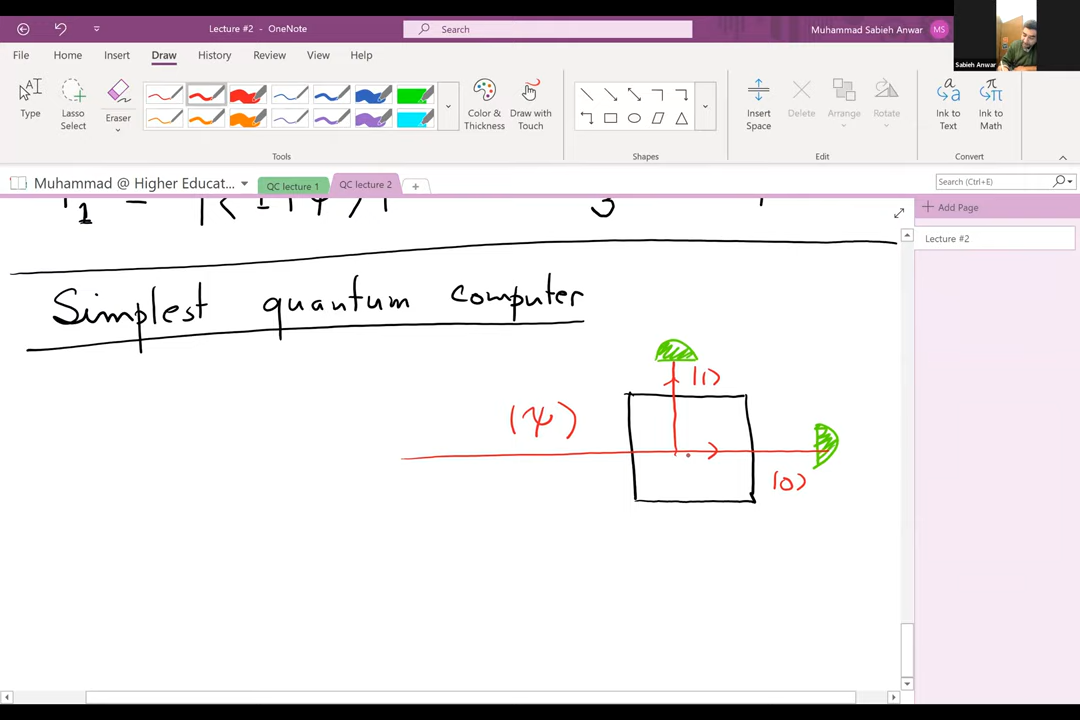 Lecture #2 - OneNote
Search
Muhammad Sabieh Anwar
MS
Sabieh Anwar
File Home Insert Draw History Review View Help
Type
Lasso Select
Eraser
Color & Thickness
Draw with Touch
Insert Space
Delete
Arrange
Rotate
Ink to Text
Ink to Math
Tools Shapes Edit Convert
Muhammad @ Higher Educat...
QC lecture 1
QC lecture 2
Search (Ctrl+E)
Add Page
Lecture #2
Simplest quantum computer
|1⟩
|ψ⟩
|0⟩